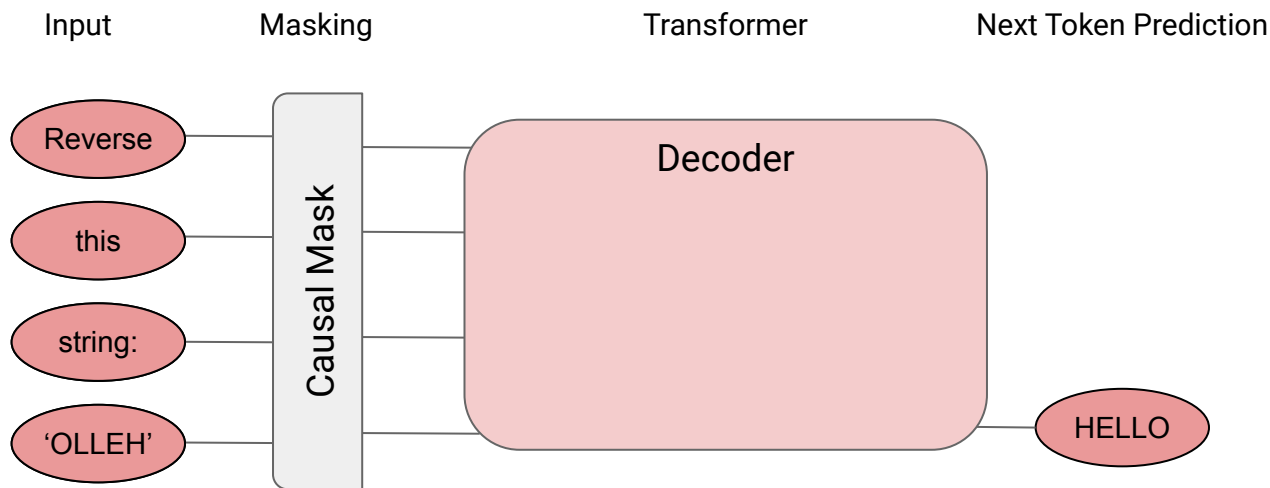 Input
Masking
Transformer
Next Token Prediction
Reverse
this
string:
‘OLLEH’
Causal Mask
Decoder
HELLO